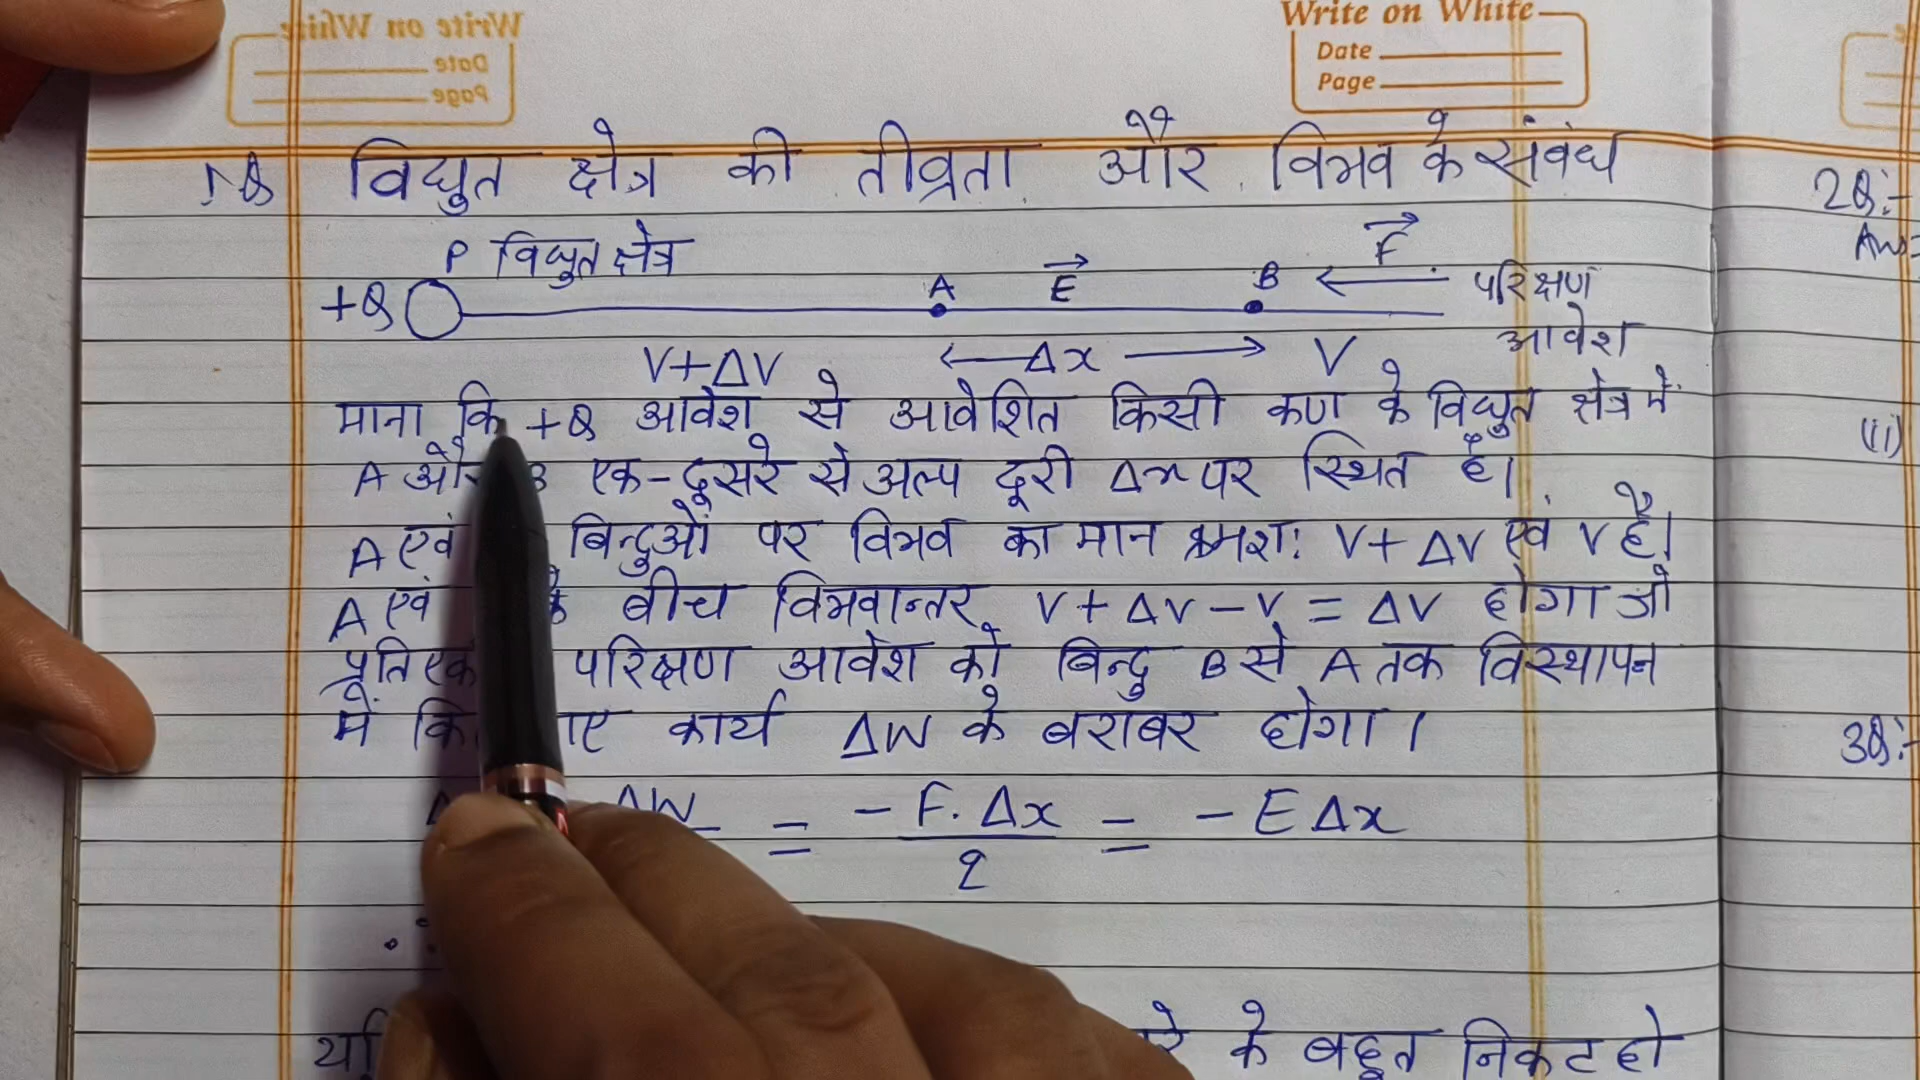 Write on White
Date
Page
1Q विद्युत क्षेत्र की तीव्रता और विभव के संबंध
P विद्युत क्षेत्र
+Q A E B F परिक्षण
आवेश
V+ΔV Δx V
माना कि +Q आवेश से आवेशित किसी कण के विद्युत क्षेत्र में
A और B एक-दूसरे से अल्प दूरी Δx पर स्थित है।
A एवं बिन्दुओं पर विभव का मान क्रमशः V+ΔV एवं V है।
A एवं के बीच विभवान्तर V+ΔV-V = ΔV होगा जो
परिक्षण आवेश को बिन्दु B से A तक विस्थापन
में कार्य ΔW के बराबर होगा।
ΔW = -F.Δx = -EΔx
q
के बहुत निकट हो
2Q:-
Ans:
(ii)
3Q:-